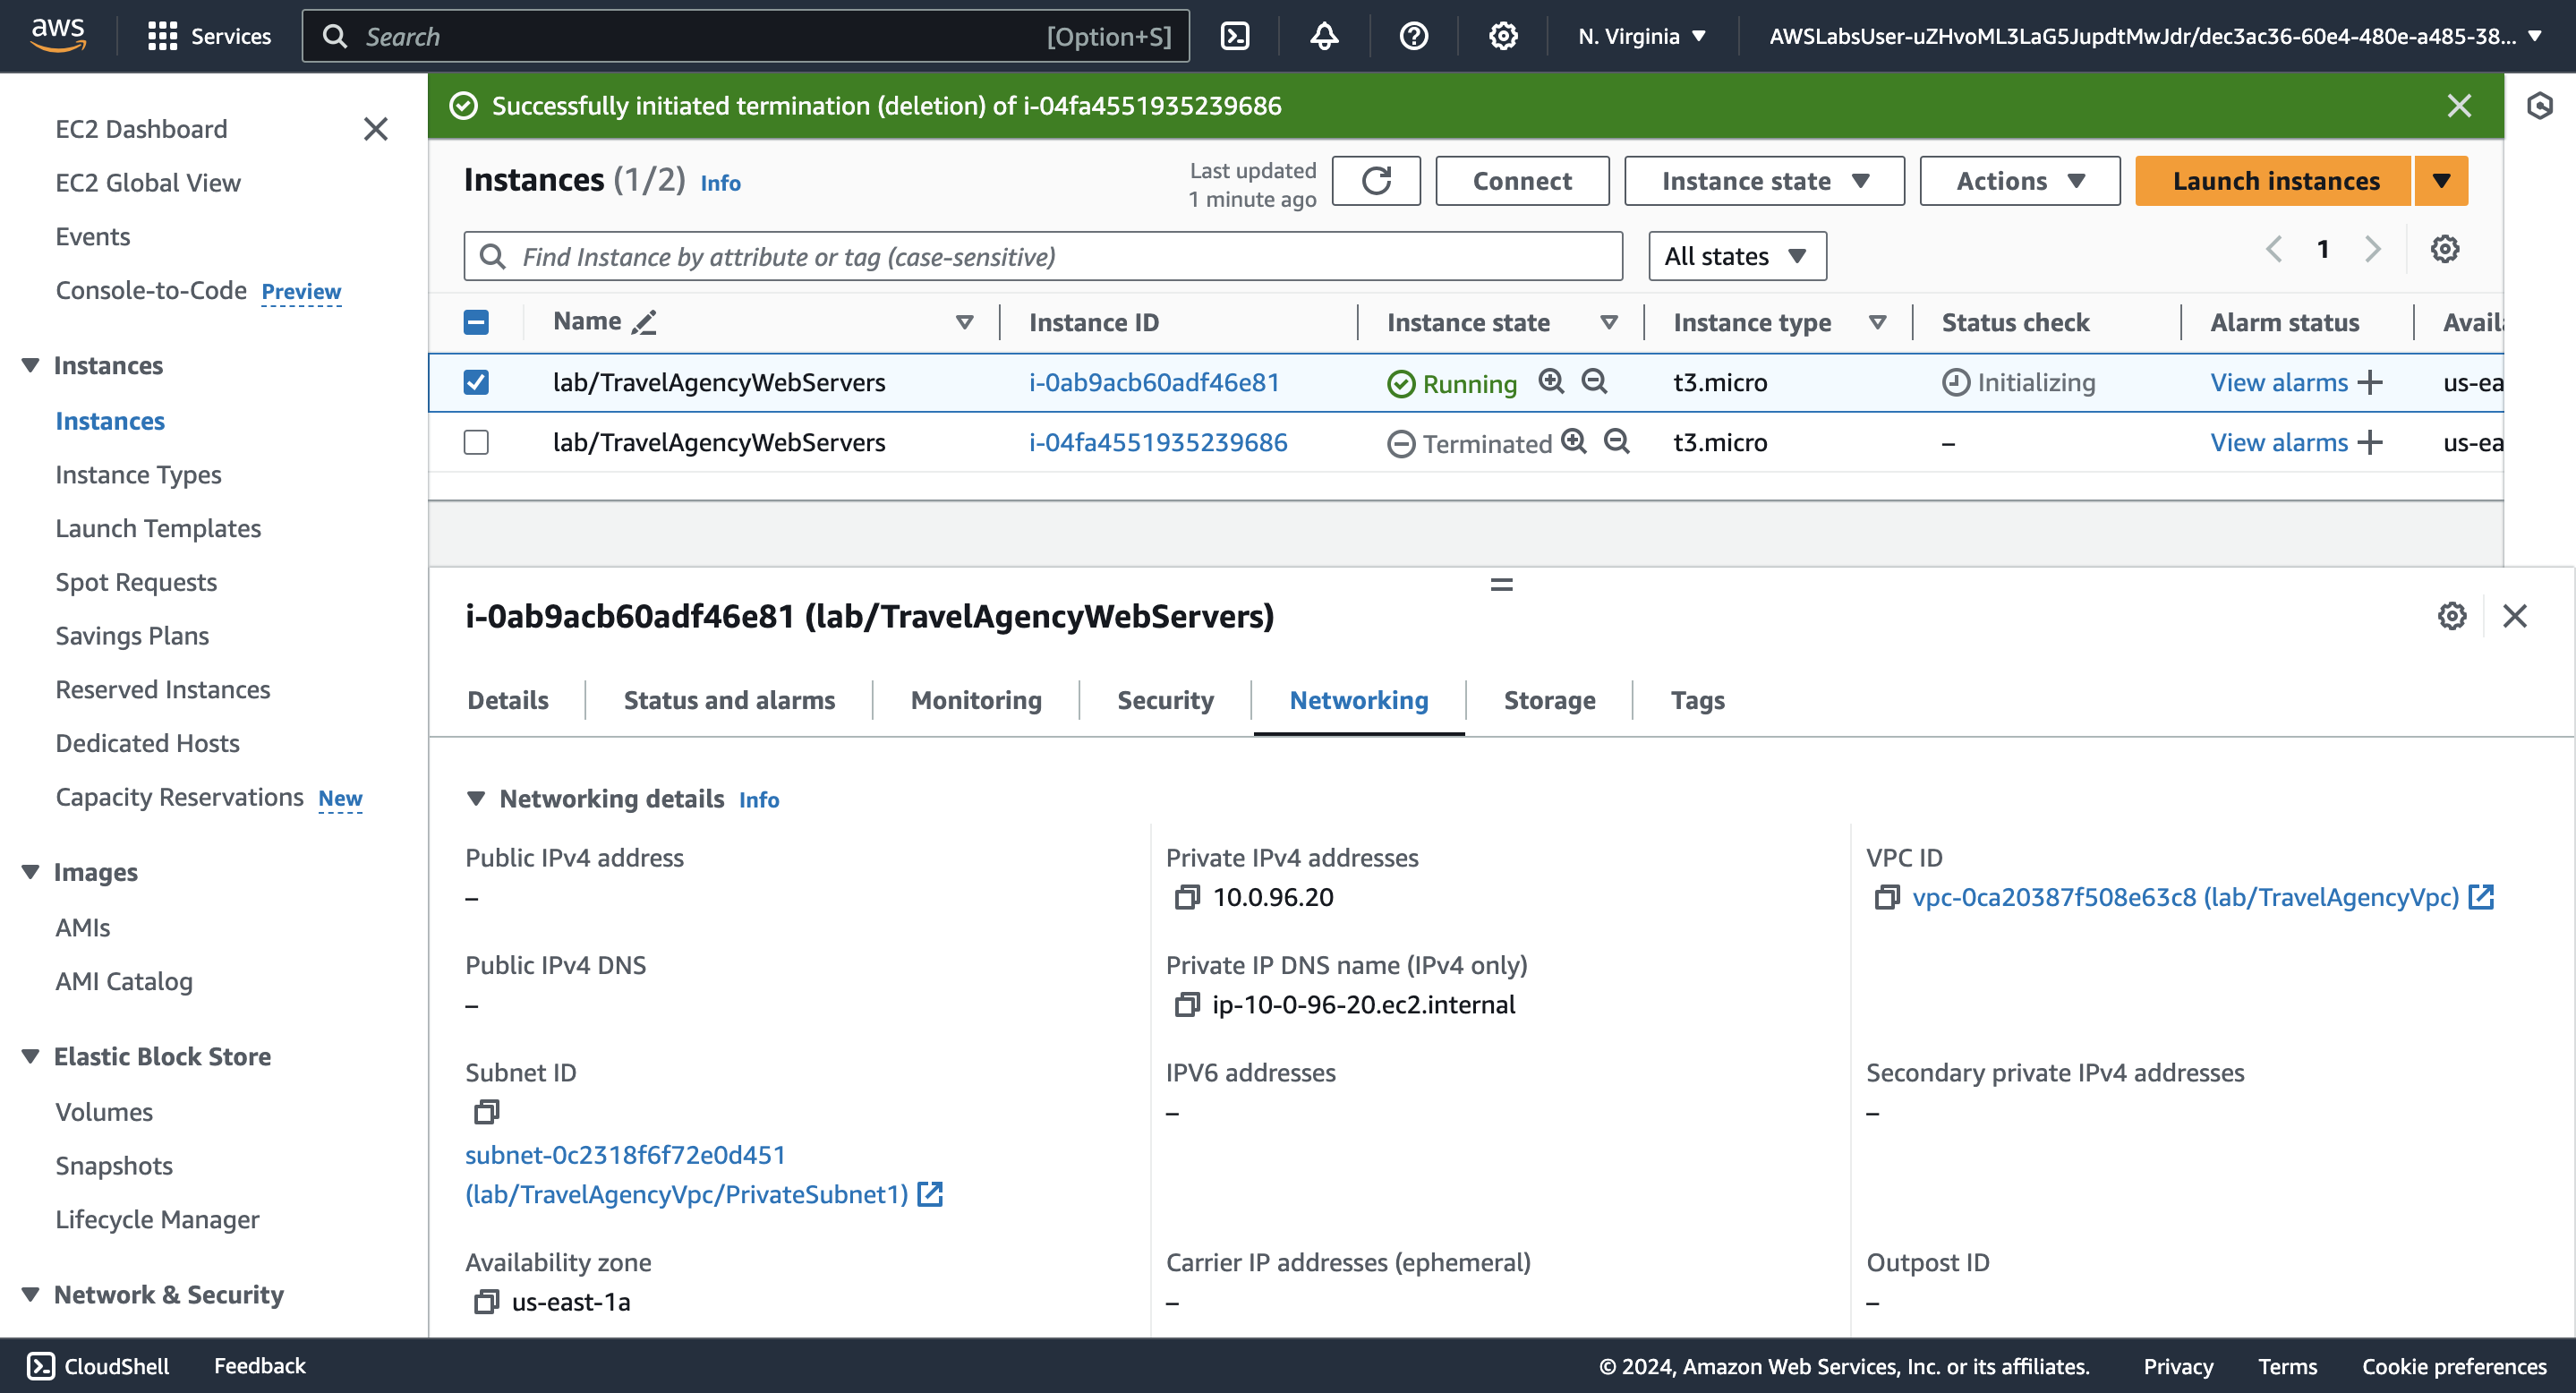 aws
Services
Search
[Option+S]
N. Virginia
AWSLabsUser-uZHvoML3LaG5JupdtMwJdr/dec3ac36-60e4-480e-a485-38...
EC2 Dashboard
EC2 Global View
Events
Console-to-Code Preview
Instances
Instances
Instance Types
Launch Templates
Spot Requests
Savings Plans
Reserved Instances
Dedicated Hosts
Capacity Reservations New
Images
AMIs
AMI Catalog
Elastic Block Store
Volumes
Snapshots
Lifecycle Manager
Network & Security
Successfully initiated termination (deletion) of i-04fa4551935239686
Instances (1/2) Info
Last updated
1 minute ago
Connect
Instance state
Actions
Launch instances
Find Instance by attribute or tag (case-sensitive)
All states
1
Name Instance ID Instance state Instance type Status check Alarm status Avail
lab/TravelAgencyWebServers i-0ab9acb60adf46e81 Running t3.micro Initializing View alarms us-ea
lab/TravelAgencyWebServers i-04fa4551935239686 Terminated t3.micro – View alarms us-ea
i-0ab9acb60adf46e81 (lab/TravelAgencyWebServers)
Details Status and alarms Monitoring Security Networking Storage Tags
Networking details Info
Public IPv4 address
–
Private IPv4 addresses
10.0.96.20
VPC ID
vpc-0ca20387f508e63c8 (lab/TravelAgencyVpc)
Public IPv4 DNS
–
Private IP DNS name (IPv4 only)
ip-10-0-96-20.ec2.internal
Subnet ID
subnet-0c2318f6f72e0d451
(lab/TravelAgencyVpc/PrivateSubnet1)
IPV6 addresses
–
Secondary private IPv4 addresses
–
Availability zone
us-east-1a
Carrier IP addresses (ephemeral)
–
Outpost ID
–
CloudShell
Feedback
© 2024, Amazon Web Services, Inc. or its affiliates.
Privacy
Terms
Cookie preferences